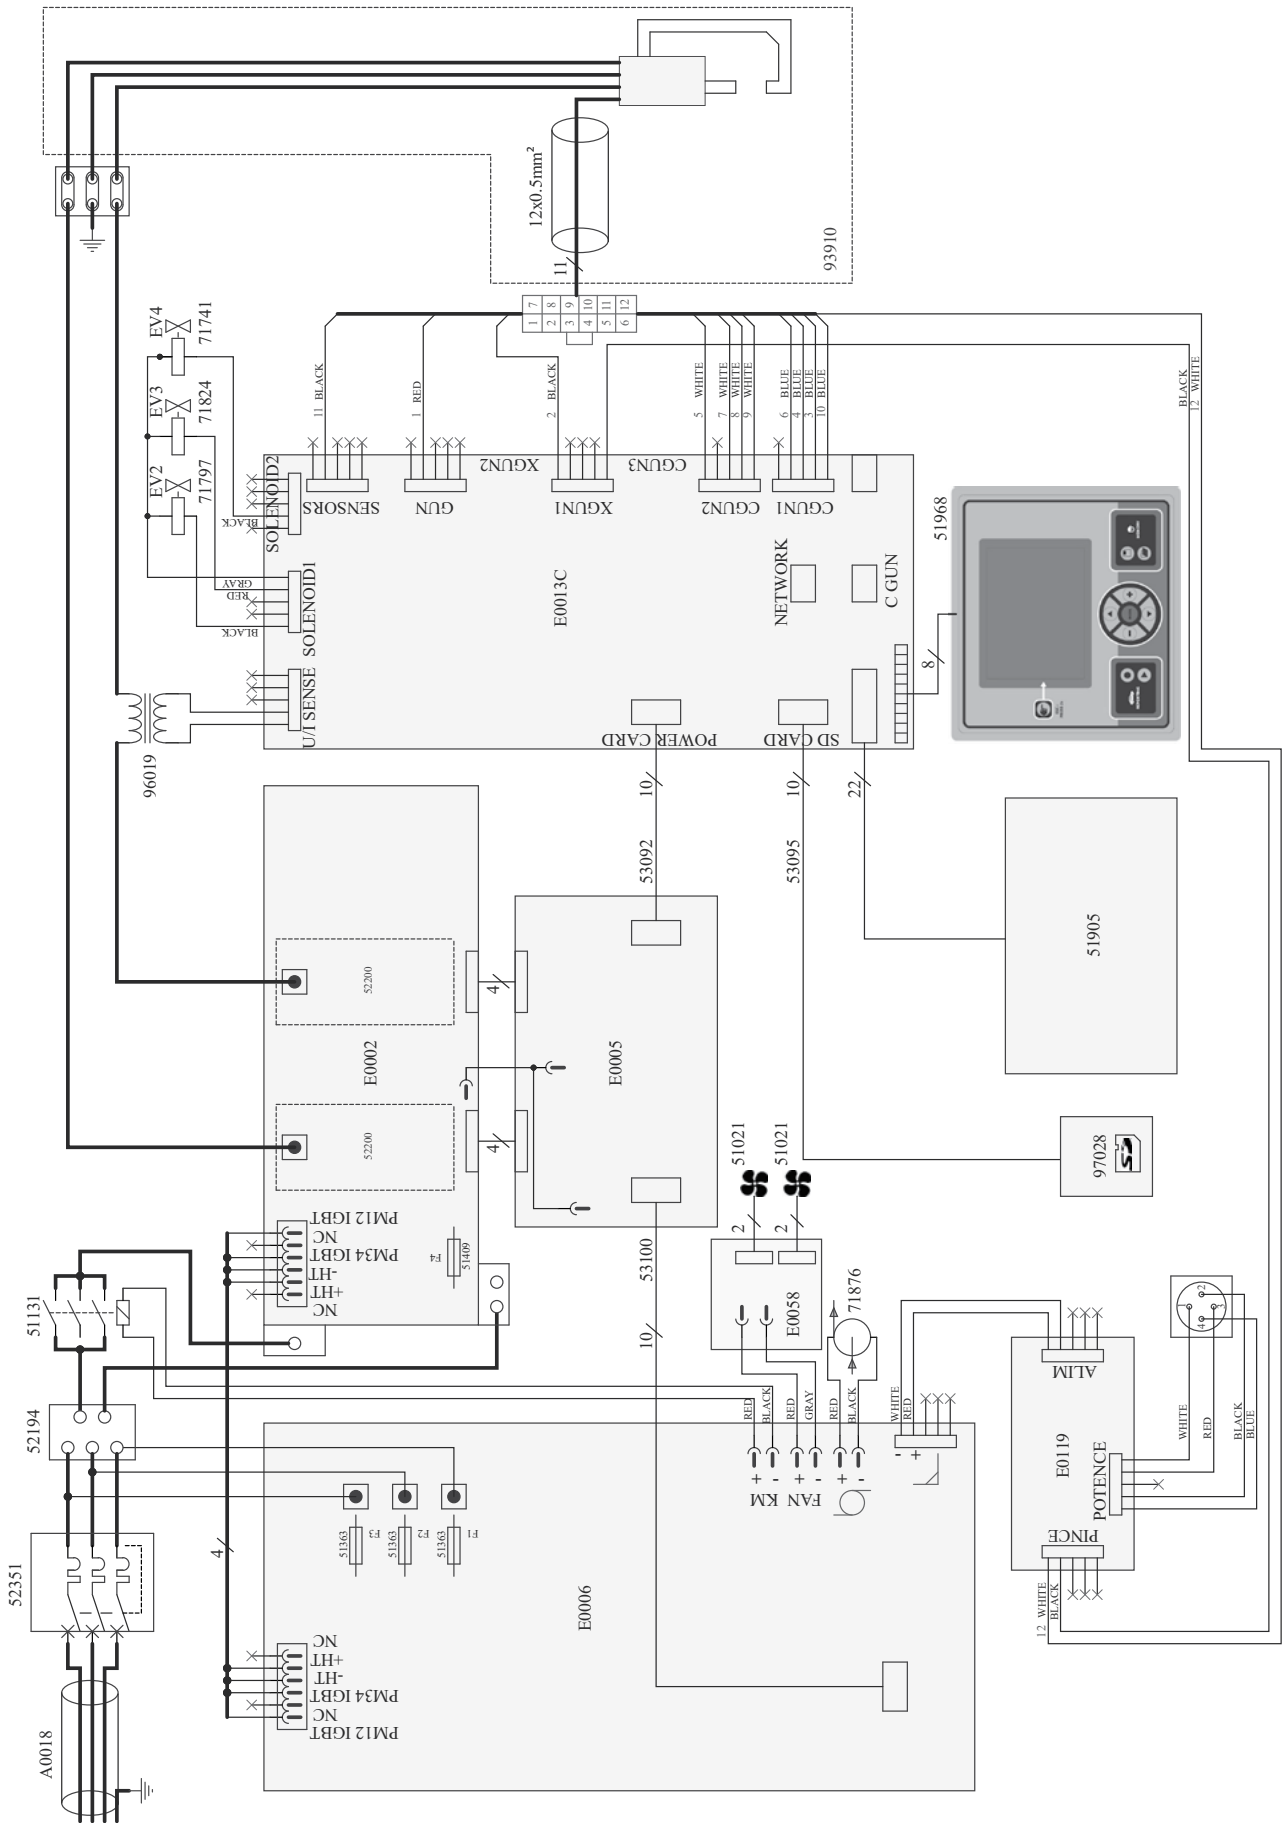 12x0.5mm²
11
93910
EV4
71741
EV3
71824
EV2
71797
1
7
2
8
3
9
4
10
5
11
6
12
11 BLACK
1 RED
2 BLACK
5 WHITE
7 WHITE
8 WHITE
9 WHITE
6 BLUE
4 BLUE
3 BLUE
10 BLUE
BLACK
12 WHITE
SOLENOID2
BLACK
GRAY
RED
BLACK
SOLENOID1
U/I SENSE
SENSORS
GUN
XGUN2
XGUN1
CGUN3
CGUN2
CGUN1
E0013C
NETWORK
C GUN
POWER CARD
SD CARD
51968
8
96019
10
53092
10
53095
22
51905
E0002
52200
52200
4
4
E0005
PM12 IGBT
NC
PM34 IGBT
-HT
+HT
NC
F4
51409
53100
10
51021
51021
2
2
E0058
71876
97028
SD
51131
52194
52351
A0018
4
51363
F3
51363
F2
51363
F1
E0006
NC
+HT
-HT
PM34 IGBT
NC
PM12 IGBT
RED
BLACK
RED
GRAY
RED
BLACK
WHITE
RED
+
-
KM
+
-
FAN
+
-
-
+
ALIM
E0119
POTENCE
PINCE
12 WHITE
BLACK
WHITE
RED
BLACK
BLUE
1
2
3
4